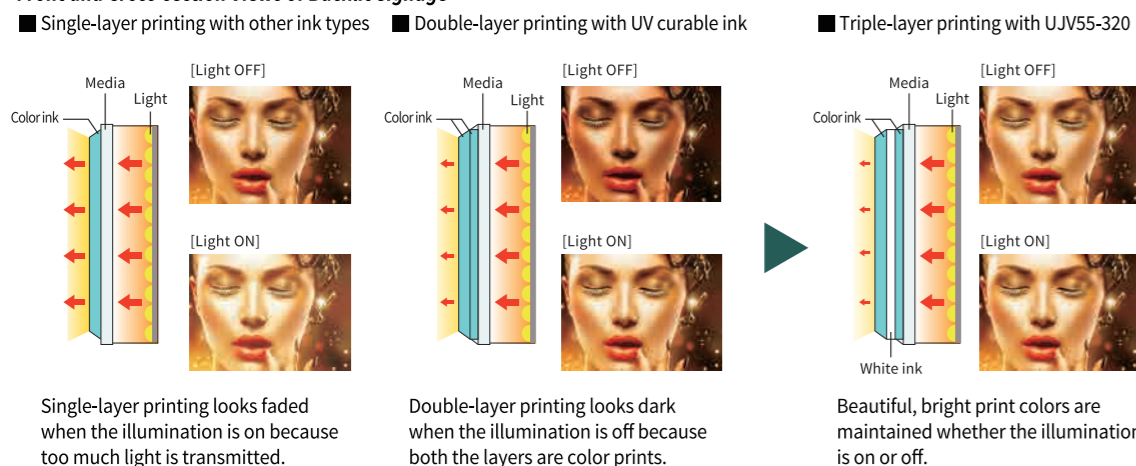 ■ Single-layer printing with other ink types
[Light OFF]
Media
Light
Color ink
[Light ON]
Single-layer printing looks faded
when the illumination is on because
too much light is transmitted.
■ Double-layer printing with UV curable ink
[Light OFF]
Media
Light
Color ink
[Light ON]
Double-layer printing looks dark
when the illumination is off because
both the layers are color prints.
■ Triple-layer printing with UJV55-320
[Light OFF]
Media
Light
Color ink
[Light ON]
White ink
Beautiful, bright print colors are
maintained whether the illumination
is on or off.